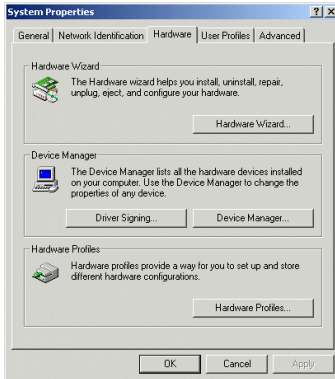 System Properties
General Network Identification Hardware User Profiles Advanced
Hardware Wizard
The Hardware wizard helps you install, uninstall, repair,
unplug, eject, and configure your hardware.
Hardware Wizard...
Device Manager
The Device Manager lists all the hardware devices installed
on your computer. Use the Device Manager to change the
properties of any device.
Driver Signing... Device Manager...
Hardware Profiles
Hardware profiles provide a way for you to set up and store
different hardware configurations.
Hardware Profiles...
OK Cancel Apply